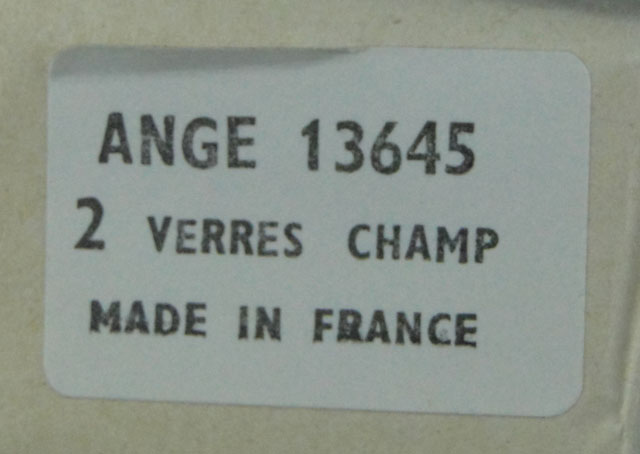 ANGE 13645
2 VERRES CHAMP
MADE IN FRANCE